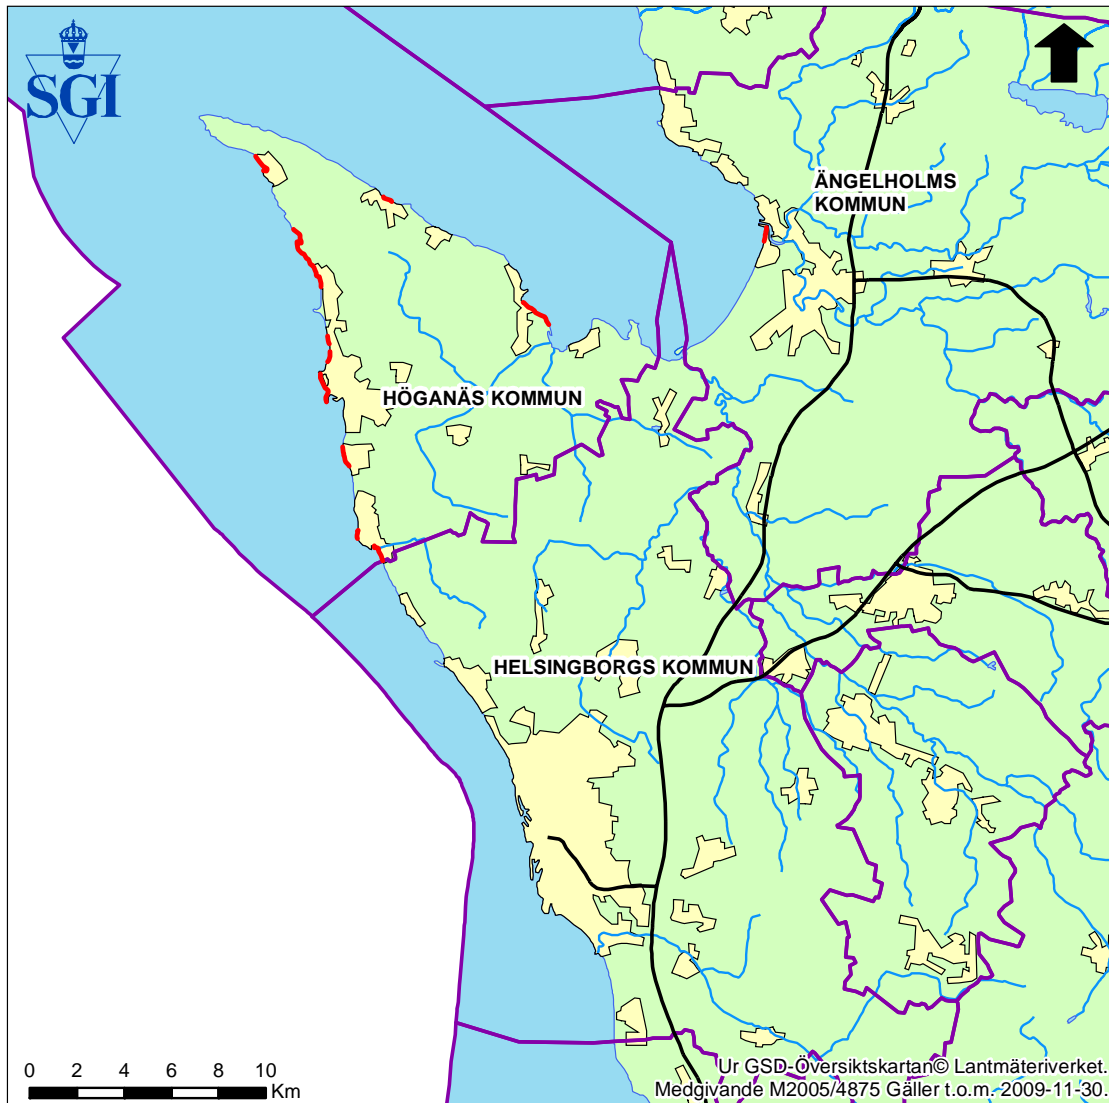 SGI
ÄNGELHOLMS
KOMMUN
HÖGANÄS KOMMUN
HELSINGBORGS KOMMUN
0 2 4 6 8 10
Km
Ur GSD-Översiktskartan© Lantmäteriverket.
Medgivande M2005/4875 Gäller t.o.m. 2009-11-30.